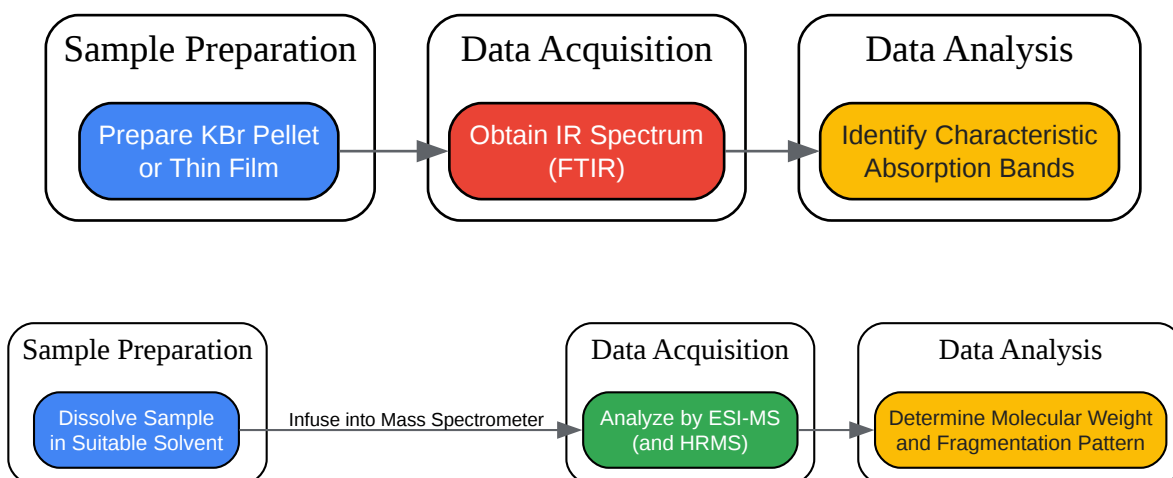 Sample Preparation
Data Acquisition
Data Analysis
Prepare KBr Pellet
or Thin Film
Obtain IR Spectrum
(FTIR)
Identify Characteristic
Absorption Bands
Sample Preparation
Data Acquisition
Data Analysis
Dissolve Sample
in Suitable Solvent
Infuse into Mass Spectrometer
Analyze by ESI-MS
(and HRMS)
Determine Molecular Weight
and Fragmentation Pattern